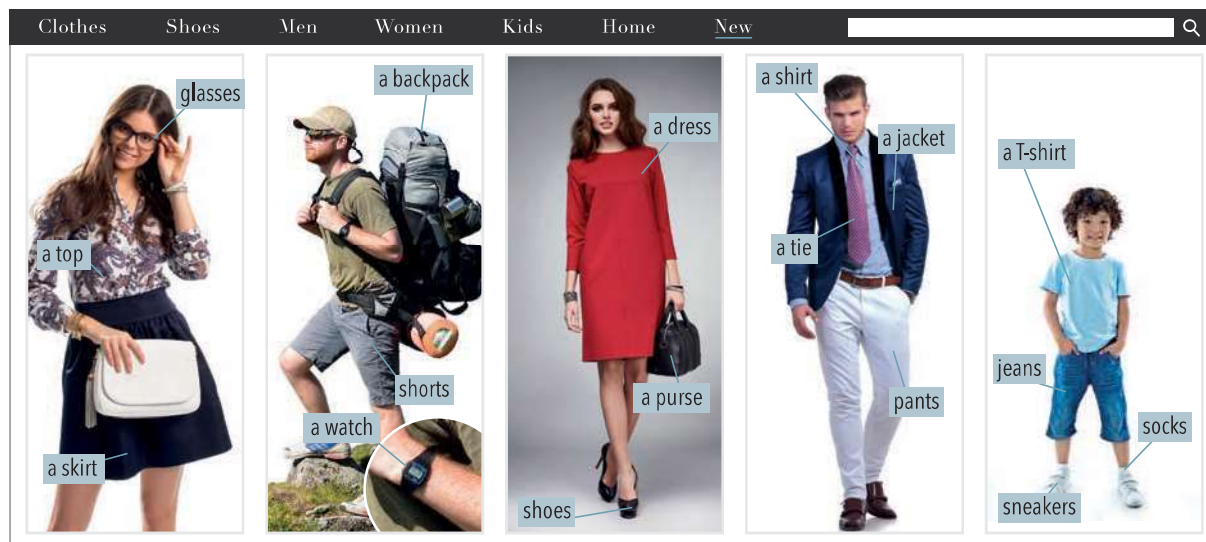 Clothes Shoes Men Women Kids Home New
glasses
a top
a skirt
a backpack
shorts
a watch
a dress
a purse
shoes
a shirt
a jacket
a tie
pants
a T-shirt
jeans
socks
sneakers